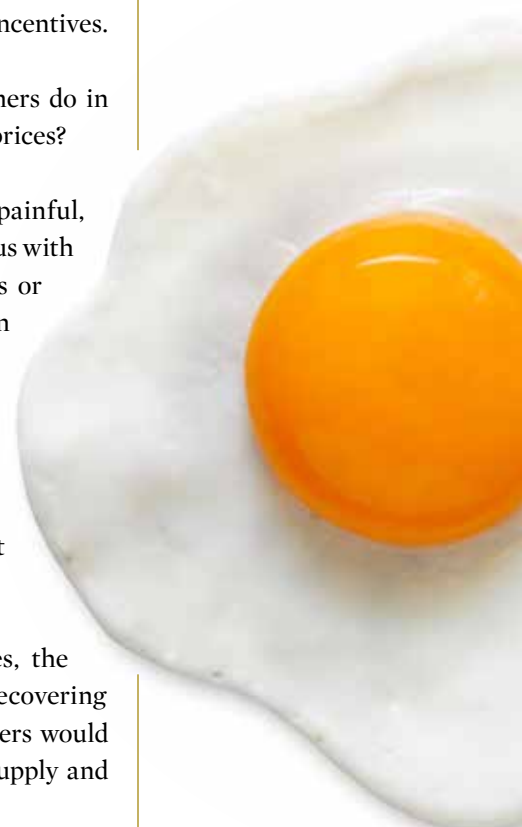 ncentives.
ners do in
prices?
painful,
us with
s or
n
t
es, the
ecovering
ers would
upply and